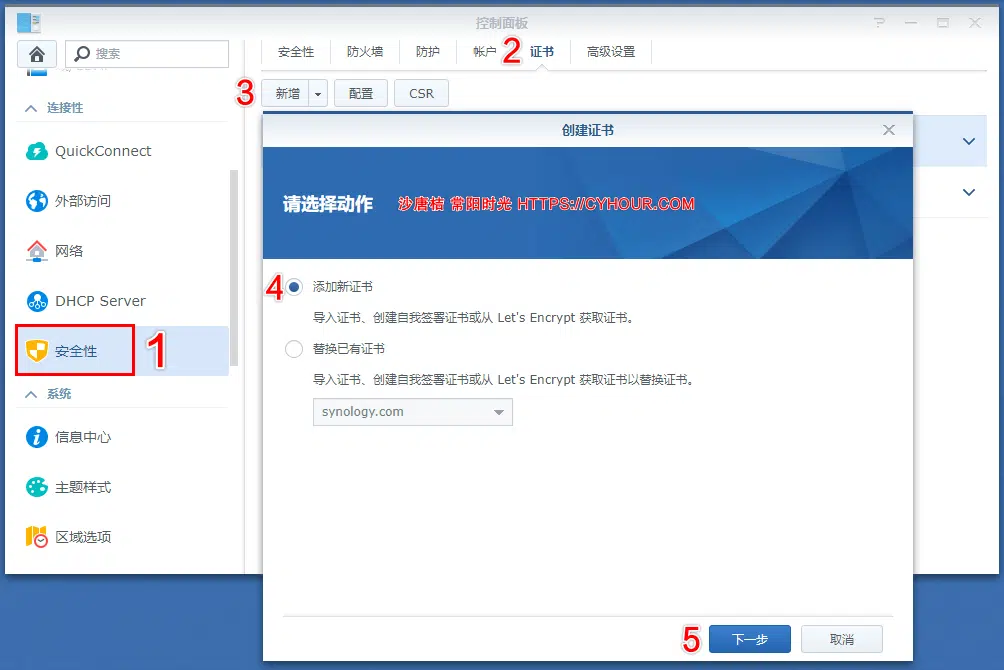 控制面板
搜索
安全性 防火墙 防护 帐户 2 证书 高级设置
3 新增 配置 CSR
连接性
QuickConnect
外部访问
网络
DHCP Server
安全性 1
系统
信息中心
主题样式
区域选项
创建证书
请选择动作 沙唐桔 常阳时光 HTTPS://CYHOUR.COM
4 添加新证书
导入证书、创建自我签署证书或从 Let's Encrypt 获取证书。
替换已有证书
导入证书、创建自我签署证书或从 Let's Encrypt 获取证书以替换证书。
synology.com
5 下一步 取消